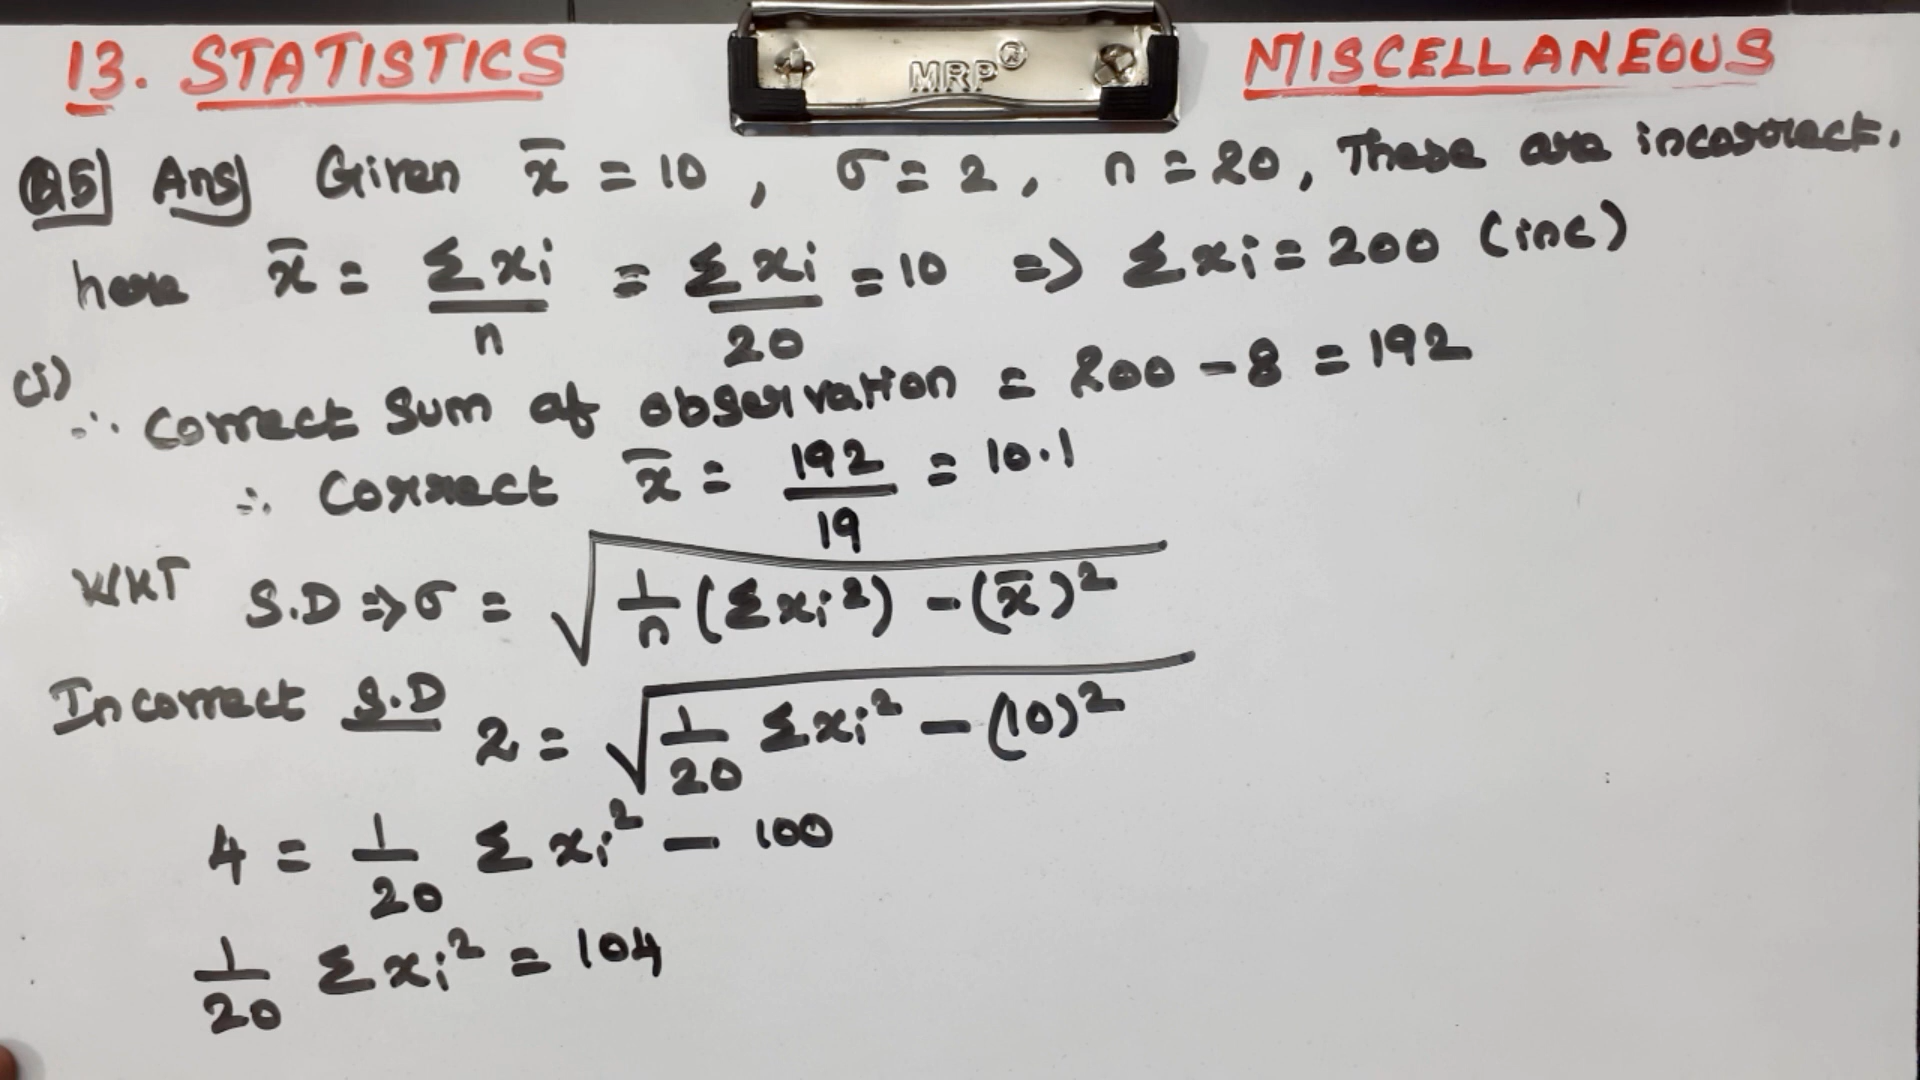 13. STATISTICS
MRP®
MISCELLANEOUS
Q5] Ans] Given x̄ = 10, σ = 2, n = 20, These are incorrect.
here x̄ = Σxi/n = Σxi/20 = 10 => Σxi = 200 (inc)
(i)
∴ Correct Sum of observation = 200 - 8 = 192
∴ Correct x̄ = 192/19 = 10.1
WKT S.D => σ = √(1/n (Σxi²) - (x̄)²)
Incorrect S.D 2 = √(1/20 Σxi² - (10)²)
4 = 1/20 Σxi² - 100
1/20 Σxi² = 104